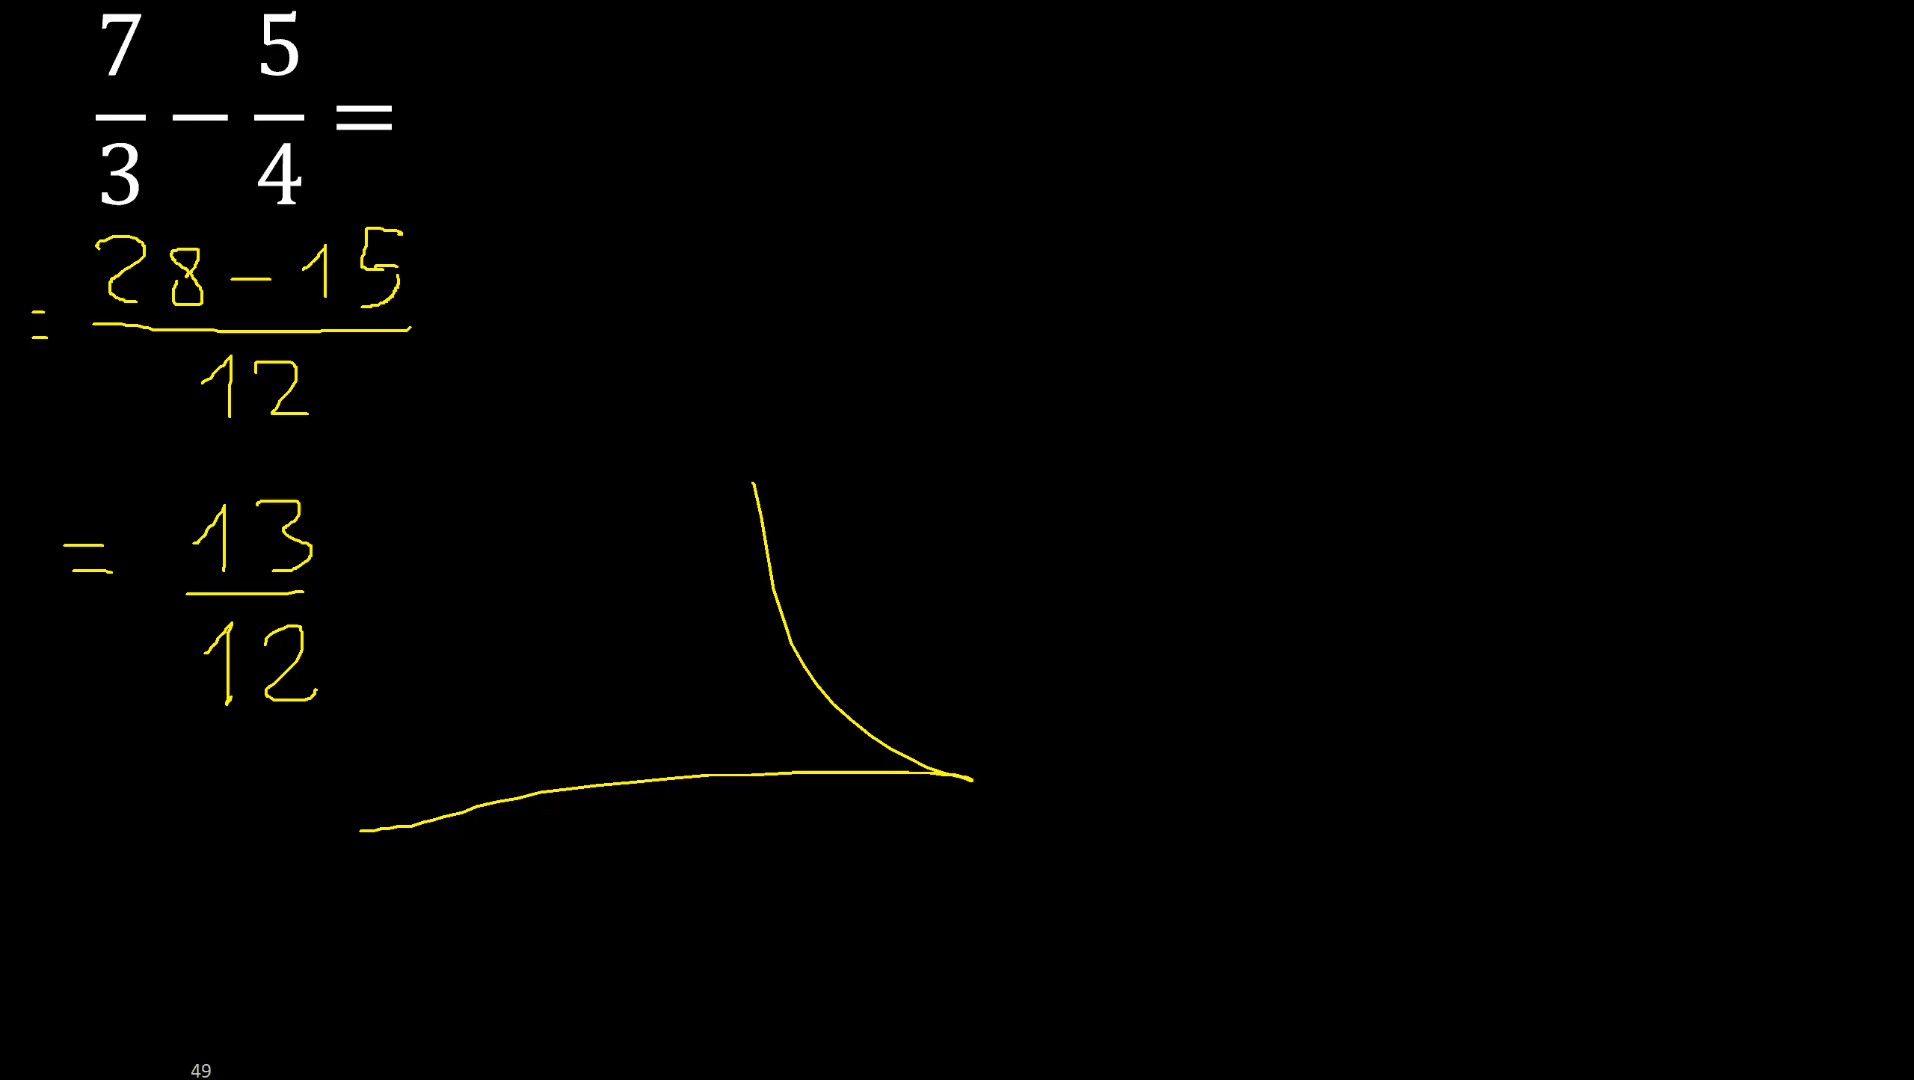 7/3 − 5/4 =
= 28 − 15 / 12
= 13/12
49